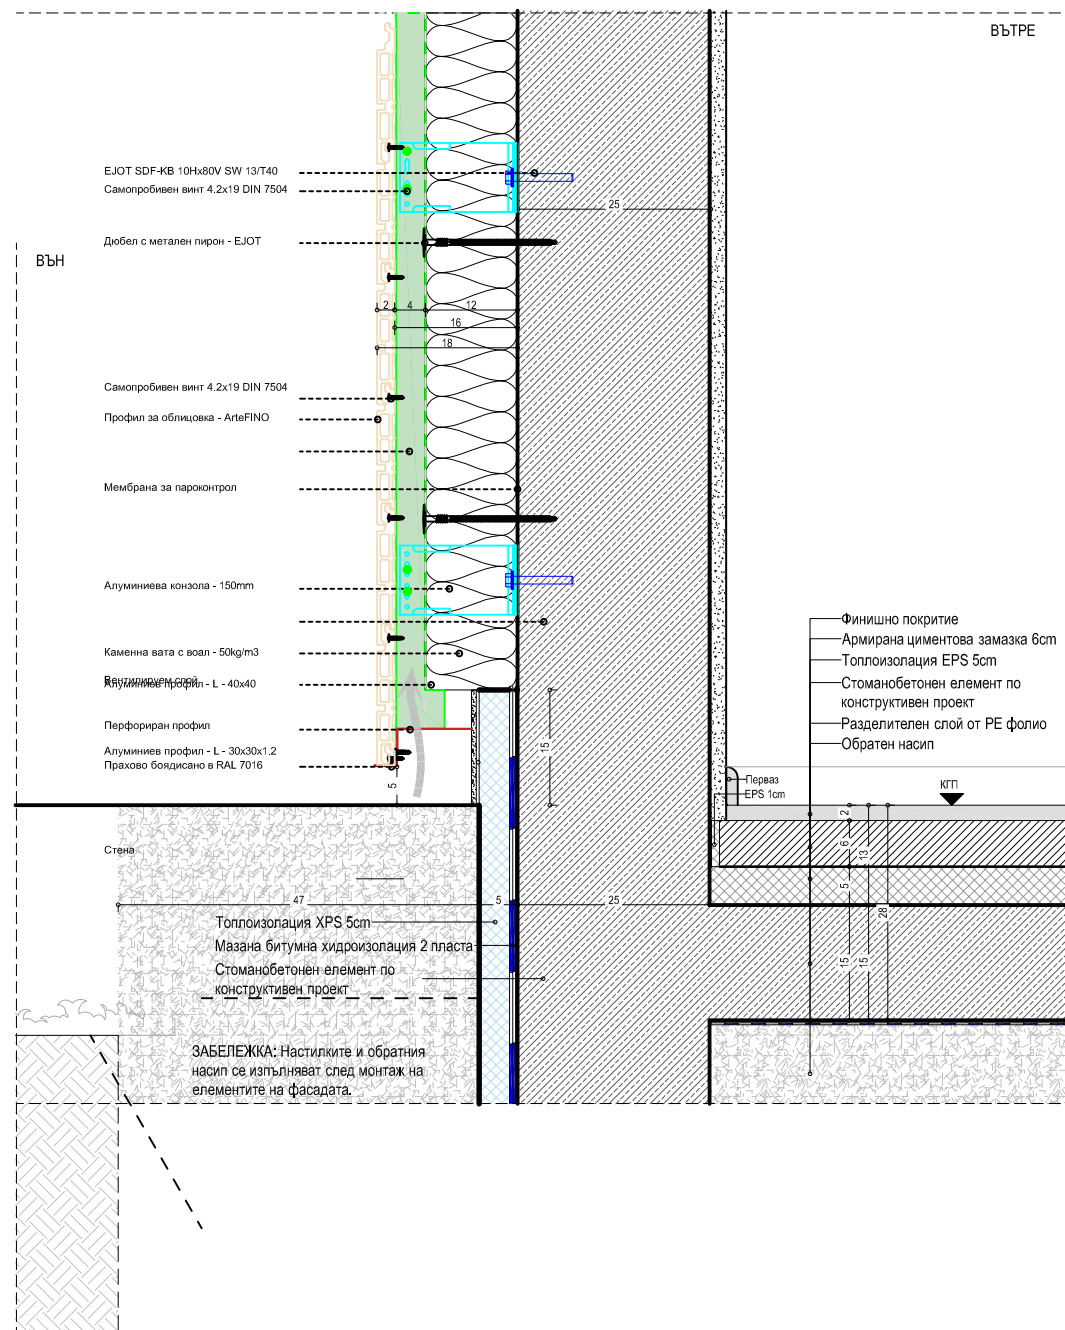 ВЪТРЕ
EJOT SDF-KB 10Hx80V SW 13/T40
Самопробивен винт 4.2x19 DIN 7504
25
Дюбел с метален пирон - EJOT
ВЪН
2 4 12
16
18
Самопробивен винт 4.2x19 DIN 7504
Профил за облицовка - ArteFINO
Мембрана за пароконтрол
Алуминиева конзола - 150mm
Каменна вата с воал - 50kg/m3
Вентилируем слой
Алуминиев профил - L - 40x40
Перфориран профил
Алуминиев профил - L - 30x30x1.2
Прахово боядисано в RAL 7016
15
5
Финишно покритие
Армирана циментова замазка 6cm
Топлоизолация EPS 5cm
Стоманобетонен елемент по
конструктивен проект
Разделителен слой от PE фолио
Обратен насип
Перваз
EPS 1cm
КГП
2
6
13
5
28
15
15
Стена
47 5 25
Топлоизолация XPS 5cm
Мазана битумна хидроизолация 2 пласта
Стоманобетонен елемент по
конструктивен проект
ЗАБЕЛЕЖКА: Настилките и обратния
насип се изпълняват след монтаж на
елементите на фасадата.